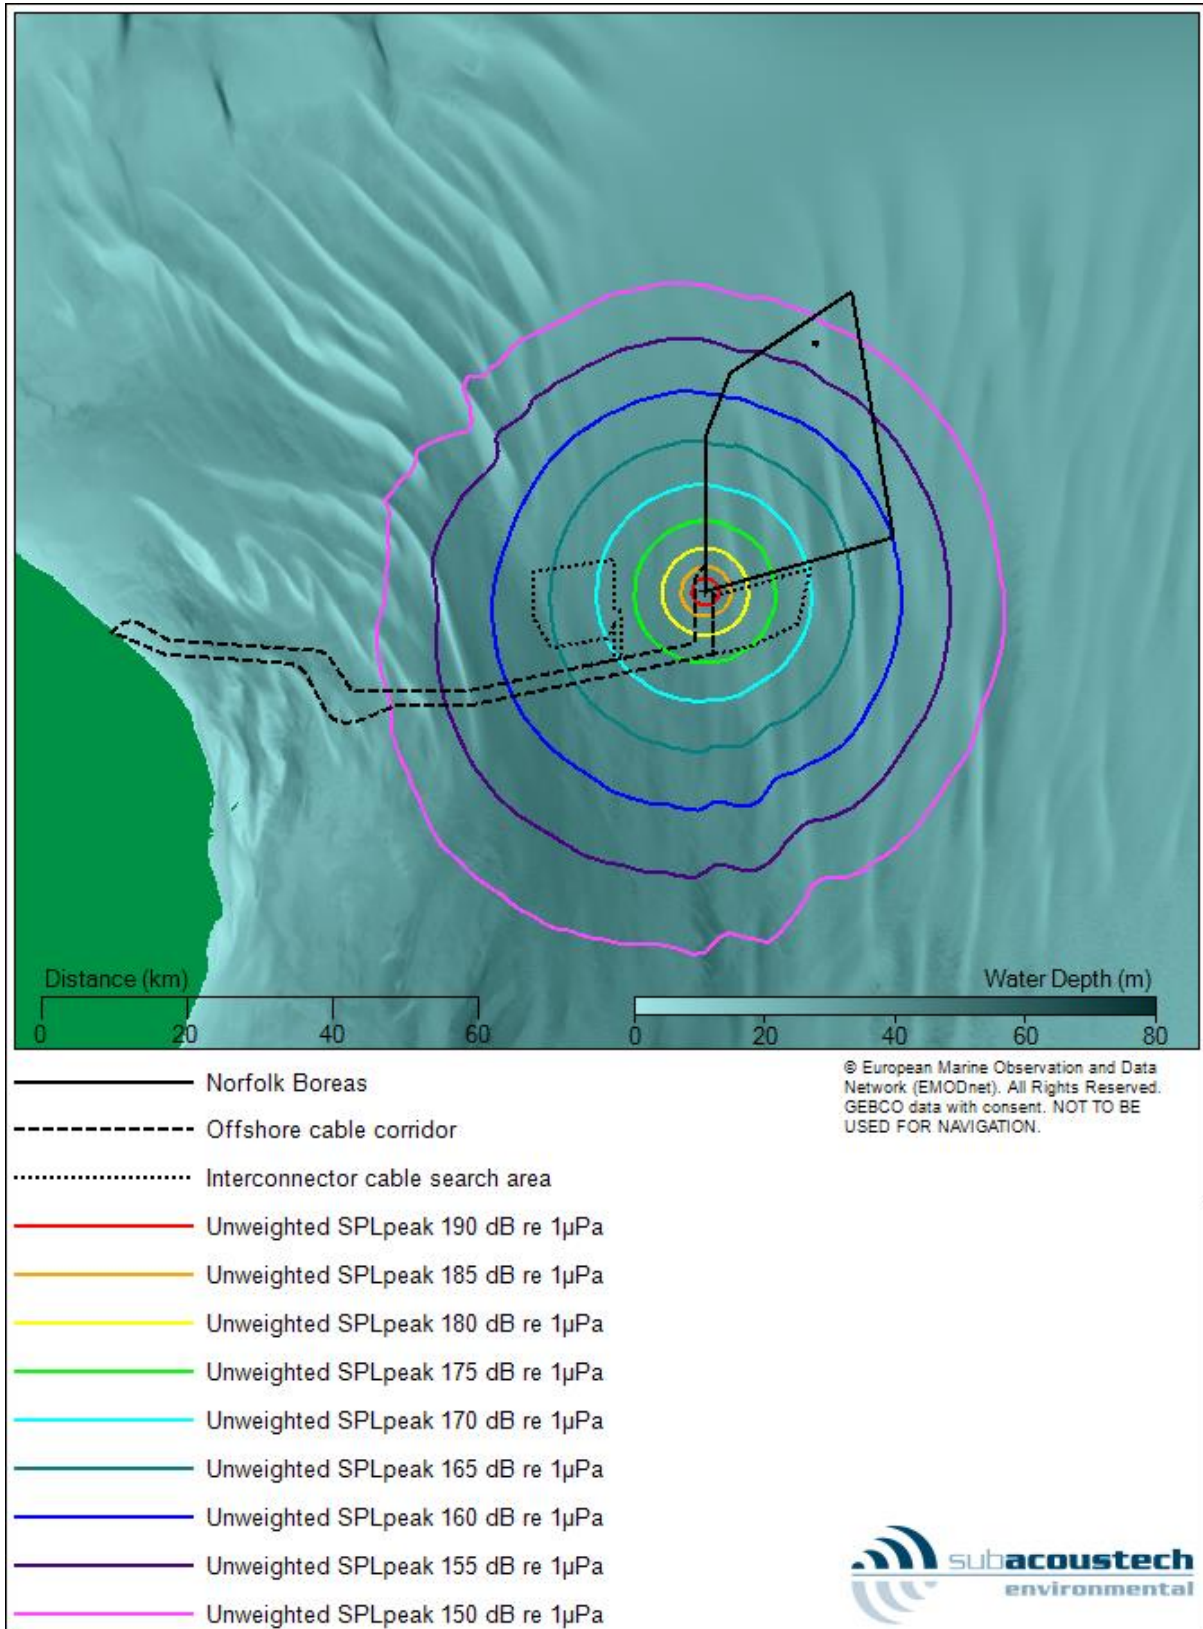 Distance (km)
0 20 40 60
Water Depth (m)
0 20 40 60 80
© European Marine Observation and Data
Network (EMODnet). All Rights Reserved.
GEBCO data with consent. NOT TO BE
USED FOR NAVIGATION.
Norfolk Boreas
Offshore cable corridor
Interconnector cable search area
Unweighted SPLpeak 190 dB re 1µPa
Unweighted SPLpeak 185 dB re 1µPa
Unweighted SPLpeak 180 dB re 1µPa
Unweighted SPLpeak 175 dB re 1µPa
Unweighted SPLpeak 170 dB re 1µPa
Unweighted SPLpeak 165 dB re 1µPa
Unweighted SPLpeak 160 dB re 1µPa
Unweighted SPLpeak 155 dB re 1µPa
Unweighted SPLpeak 150 dB re 1µPa
subacoustech
environmental